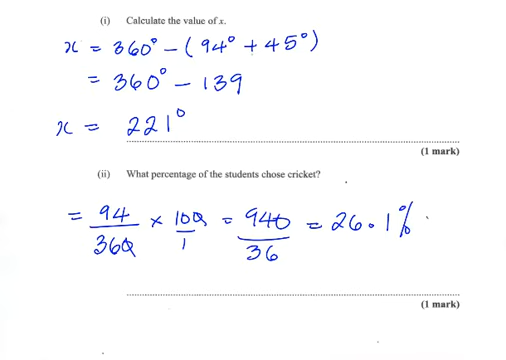 (i) Calculate the value of x.
x = 360° - (94° + 45°)
= 360° - 139
x = 221°
(1 mark)
(ii) What percentage of the students chose cricket?
= 94/360 × 100/1 = 940/36 = 26.1%
(1 mark)